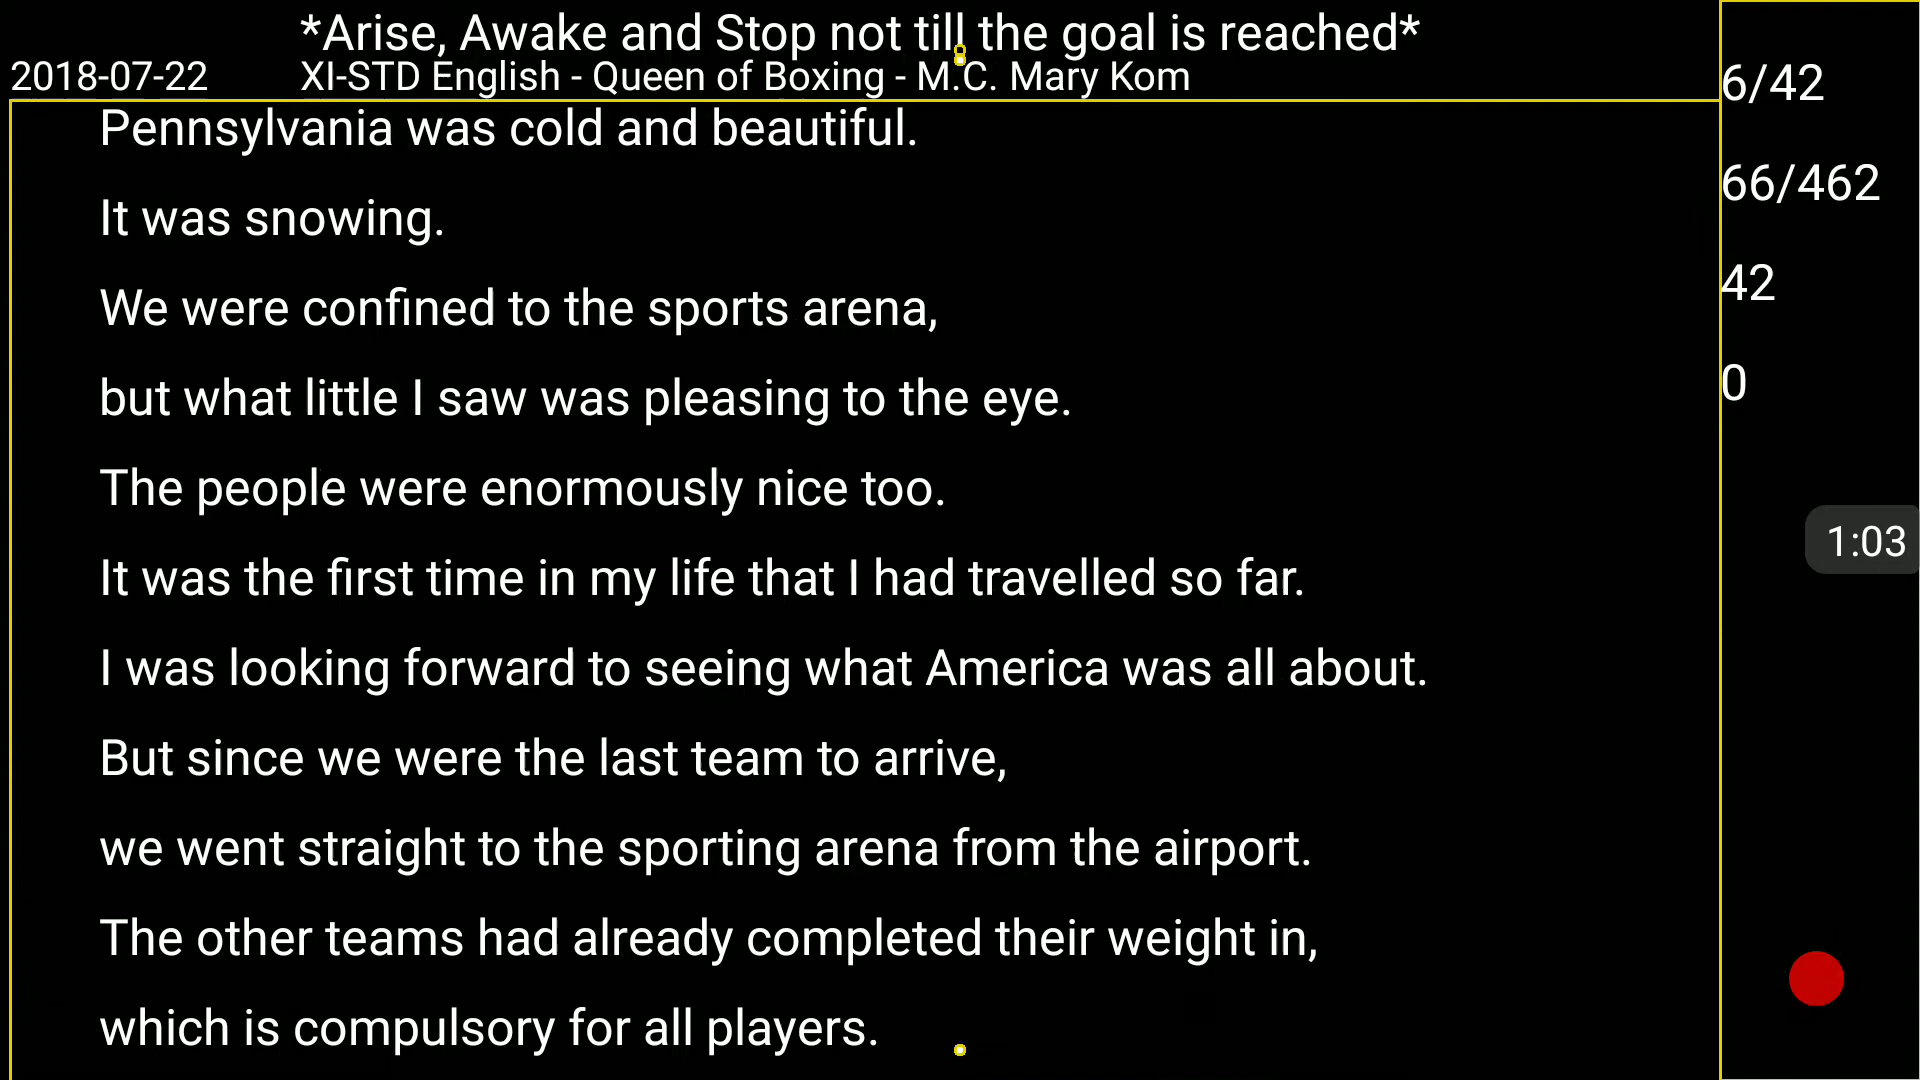 *Arise, Awake and Stop not till the goal is reached*
2018-07-22 XI-STD English - Queen of Boxing - M.C. Mary Kom
6/42
Pennsylvania was cold and beautiful.
66/462
It was snowing.
42
We were confined to the sports arena,
0
but what little I saw was pleasing to the eye.
The people were enormously nice too.
1:03
It was the first time in my life that I had travelled so far.
I was looking forward to seeing what America was all about.
But since we were the last team to arrive,
we went straight to the sporting arena from the airport.
The other teams had already completed their weight in,
which is compulsory for all players.